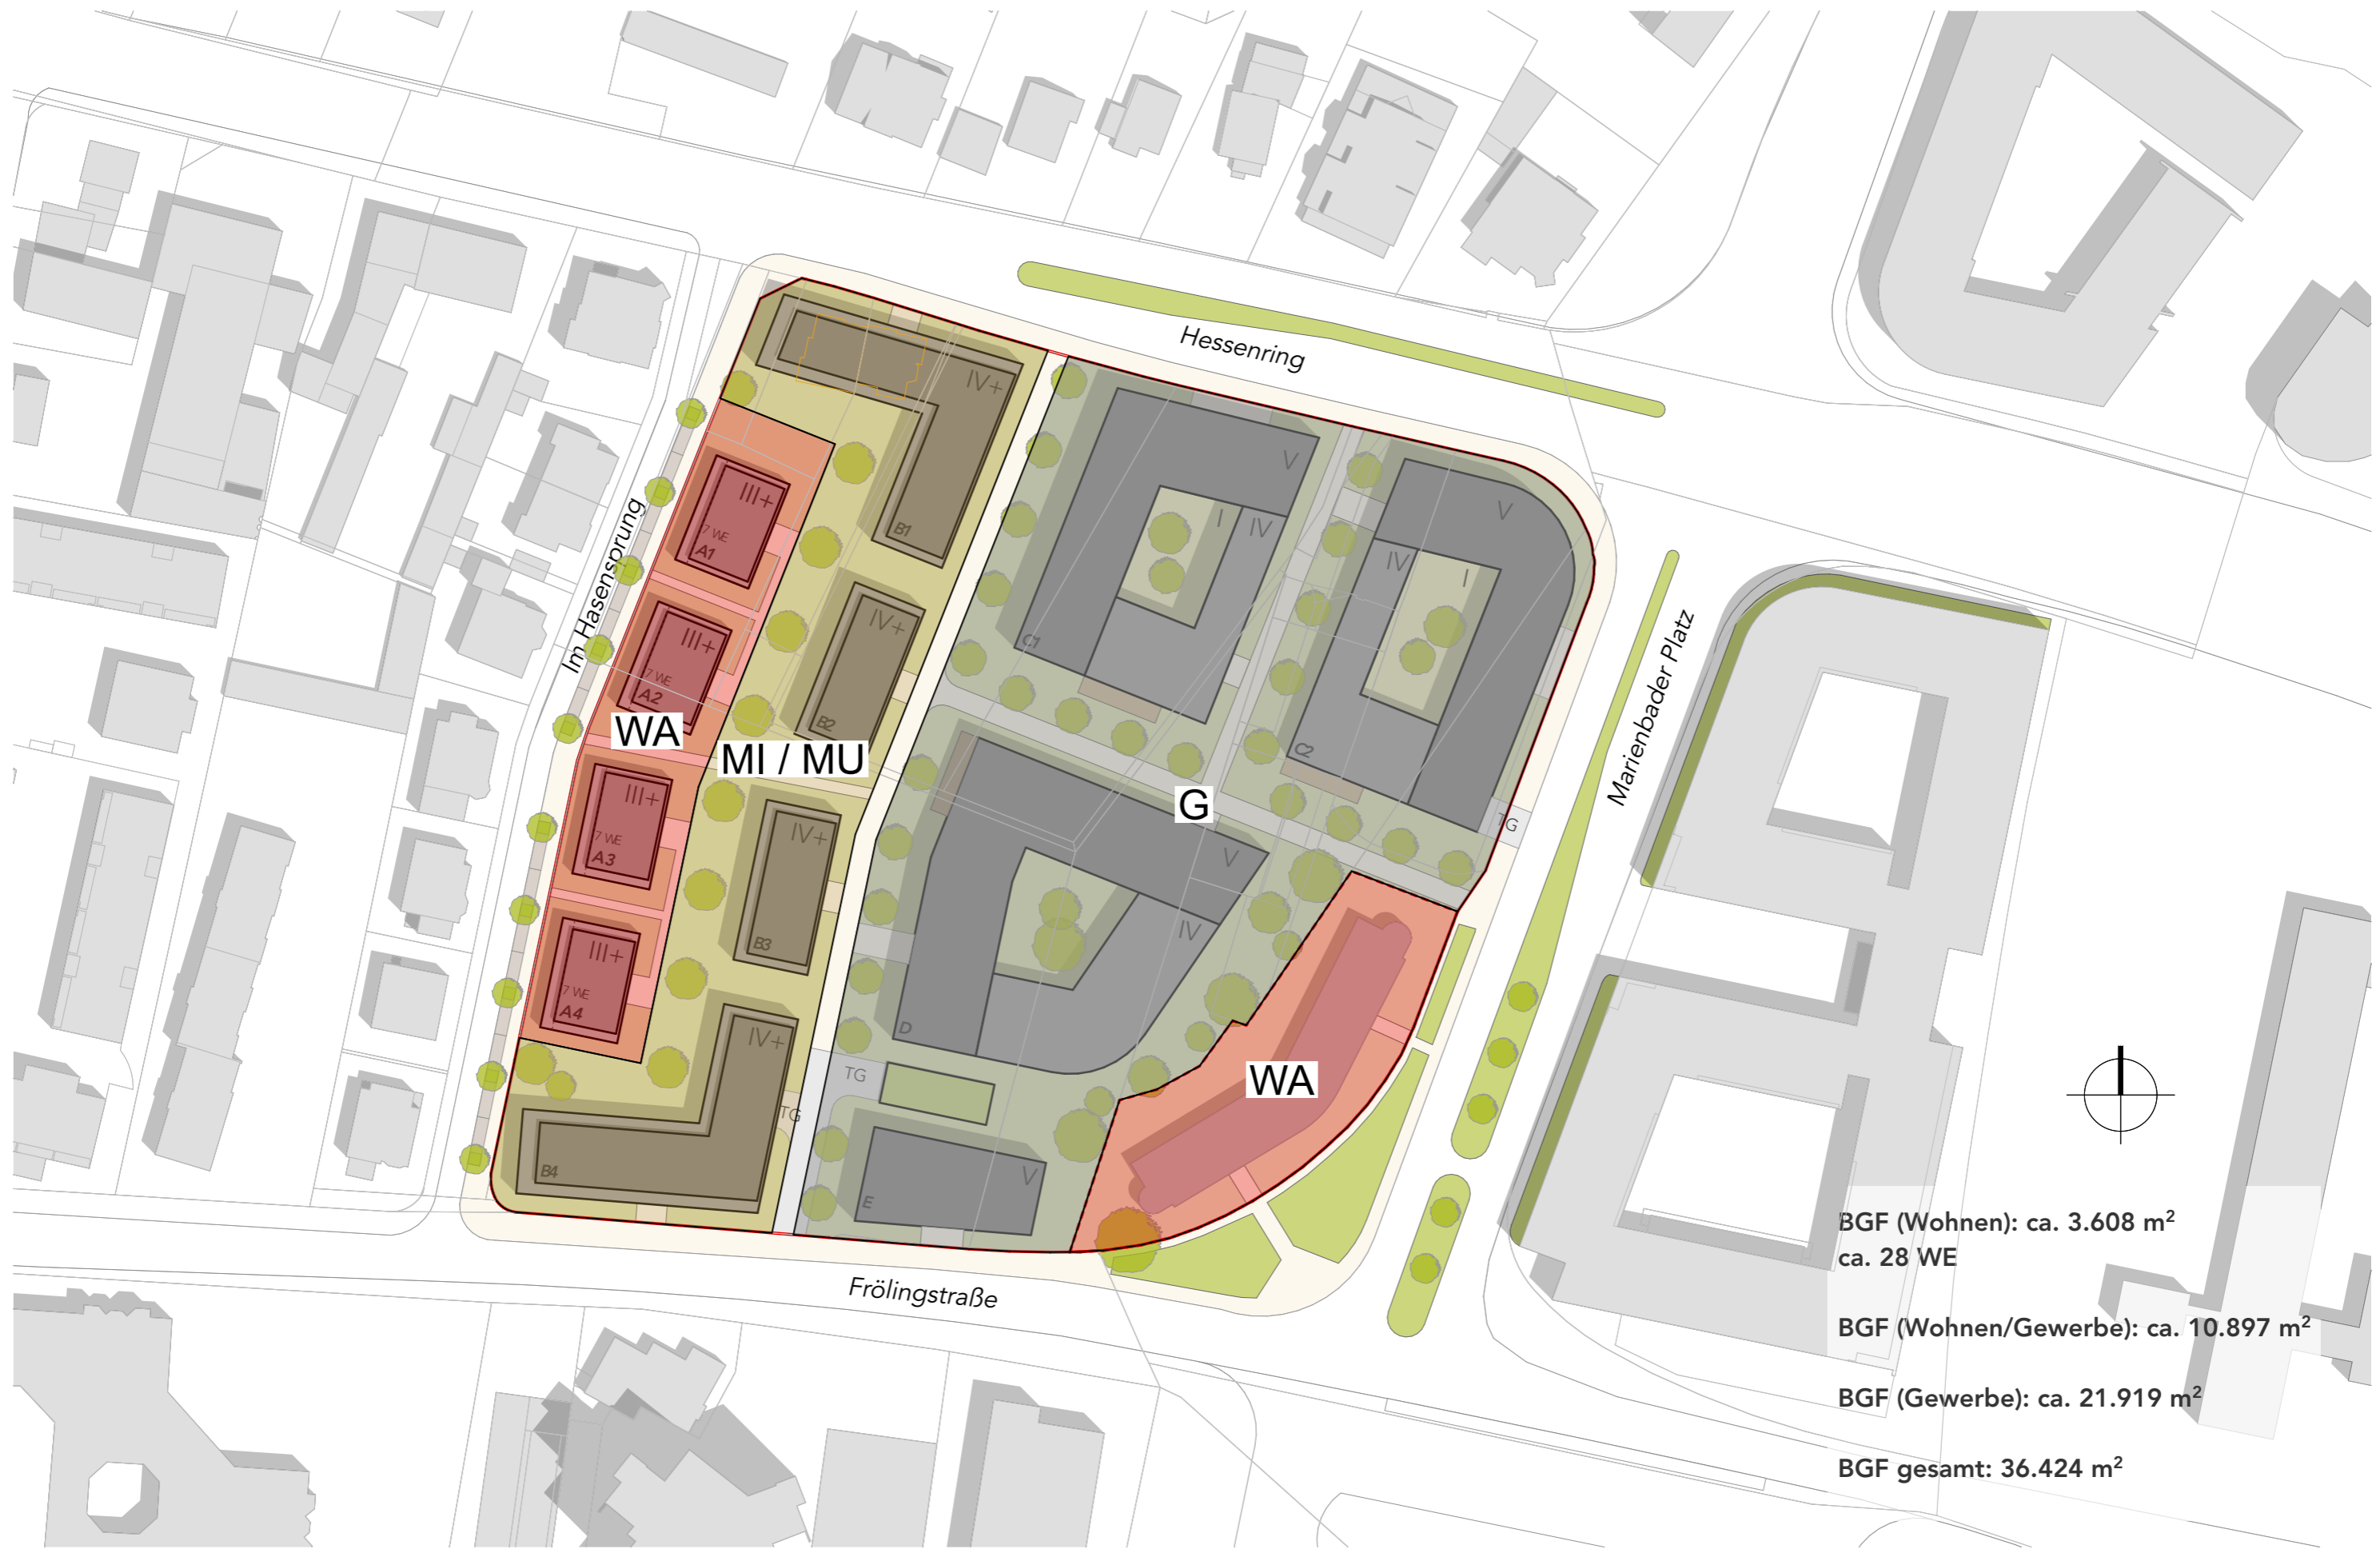 Hessenring
IV+
V
V
III+
I
IV
B1
7 WE
A1
IV
I
Im Hasensprung
IV+
III+
C1
7 WE
A2
B2
WA
MI / MU
C2
Marienbader Platz
G
III+
IV+
V
TG
7 WE
A3
IV
B3
III+
7 WE
A4
D
IV+
TG
WA
TG
B4
E
V
Frölingstraße
BGF (Wohnen): ca. 3.608 m²
ca. 28 WE
BGF (Wohnen/Gewerbe): ca. 10.897 m²
BGF (Gewerbe): ca. 21.919 m²
BGF gesamt: 36.424 m²